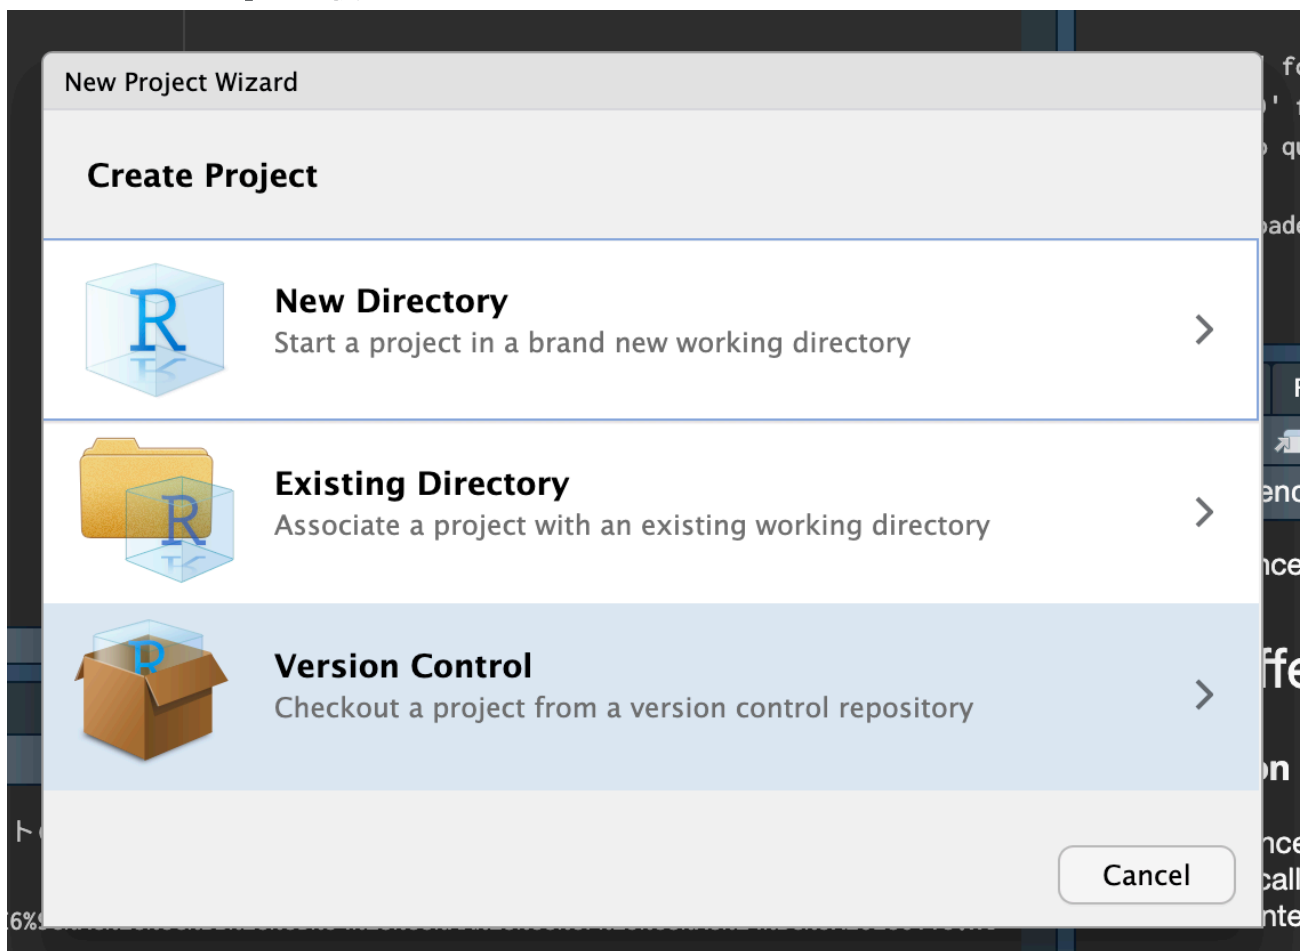 New Project Wizard
Create Project
New Directory
Start a project in a brand new working directory
Existing Directory
Associate a project with an existing working directory
Version Control
Checkout a project from a version control repository
Cancel